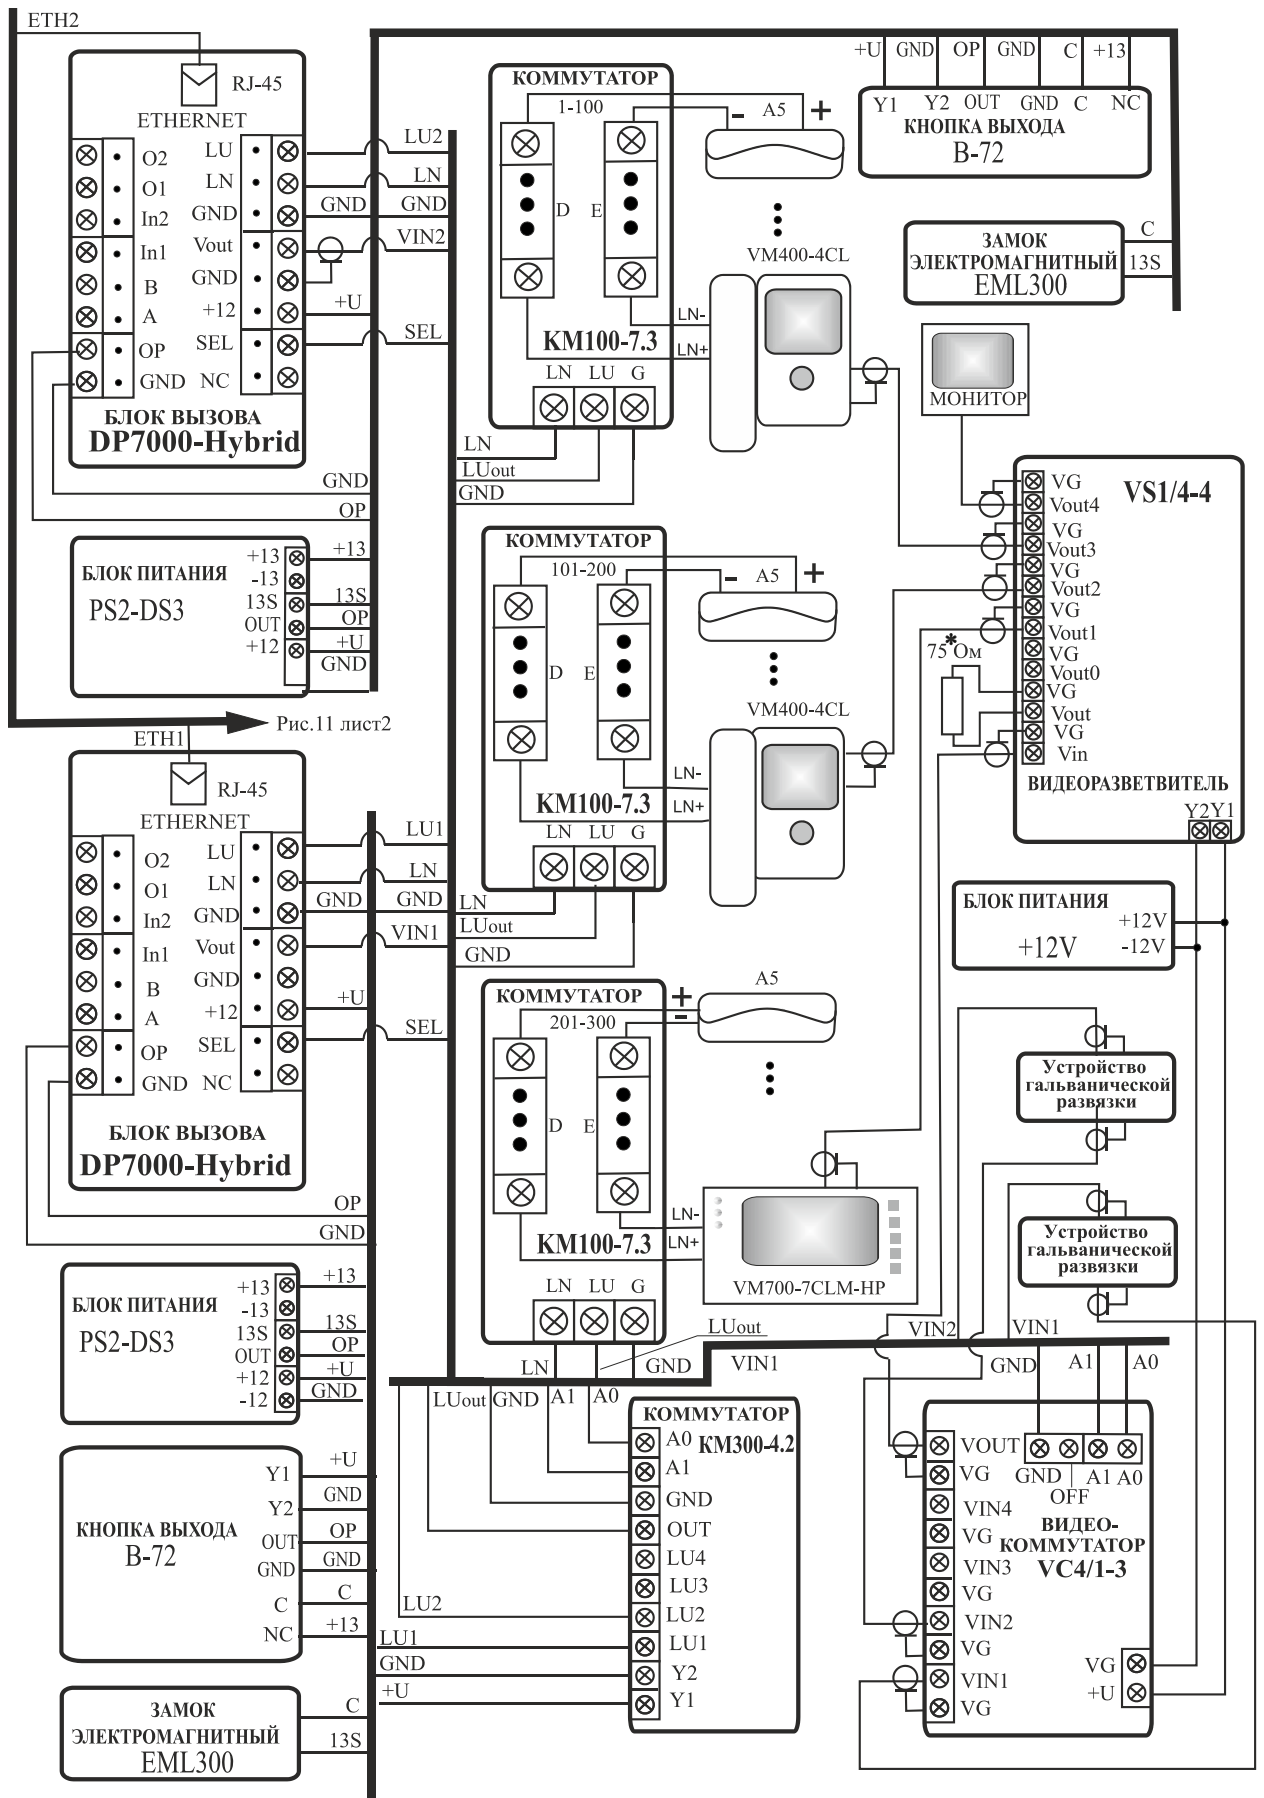 ETH2
RJ-45
ETHERNET
O2
O1
In2
In1
B
A
OP
GND
LU
LN
GND
Vout
GND
+12
SEL
NC
БЛОК ВЫЗОВА
DP7000-Hybrid
LU2
LN
GND
GND
VIN2
+U
SEL
GND
OP
БЛОК ПИТАНИЯ
PS2-DS3
+13
-13
13S
OUT
+12
+13
13S
OP
+U
GND
Рис.11 лист2
ETH1
RJ-45
ETHERNET
O2
O1
In2
In1
B
A
OP
GND
LU
LN
GND
Vout
GND
+12
SEL
NC
БЛОК ВЫЗОВА
DP7000-Hybrid
LU1
LN
GND
GND
VIN1
+U
SEL
OP
GND
БЛОК ПИТАНИЯ
PS2-DS3
+13
-13
13S
OUT
+12
-12
+13
13S
OP
+U
GND
КНОПКА ВЫХОДА
B-72
Y1
Y2
OUT
GND
C
NC
+U
GND
OP
GND
C
+13
ЗАМОК
ЭЛЕКТРОМАГНИТНЫЙ
EML300
C
13S
КОММУТАТОР
1-100
D
E
KM100-7.3
LN LU G
LN
LUout
GND
- A5 +
VM400-4CL
LN-
LN+
КОММУТАТОР
101-200
D
E
KM100-7.3
LN LU G
LN
LUout
GND
- A5 +
VM400-4CL
LN-
LN+
КОММУТАТОР
201-300
D
E
KM100-7.3
LN LU G
+
-
A5
LN-
LN+
VM700-7CLM-HP
LN
LUout
GND
VIN1
LUout
GND
A1
A0
КОММУТАТОР
КМ300-4.2
A0
A1
GND
OUT
LU4
LU3
LU2
LU1
Y2
Y1
LU2
LU1
GND
+U
+U GND OP GND C +13
Y1 Y2 OUT GND C NC
КНОПКА ВЫХОДА
B-72
ЗАМОК
ЭЛЕКТРОМАГНИТНЫЙ
EML300
C
13S
МОНИТОР
VS1/4-4
VG
Vout4
VG
Vout3
VG
Vout2
VG
Vout1
VG
Vout0
VG
Vout
VG
Vin
*
75 Ом
ВИДЕОРАЗВЕТВИТЕЛЬ
Y2 Y1
БЛОК ПИТАНИЯ
+12V
+12V
-12V
Устройство
гальванической
развязки
Устройство
гальванической
развязки
VIN2
VIN1
GND
A1
A0
VOUT
VG
VIN4
VG
VIN3
VG
VIN2
VG
VIN1
VG
GND
OFF
A1 A0
ВИДЕО-
КОММУТАТОР
VC4/1-3
VG
+U